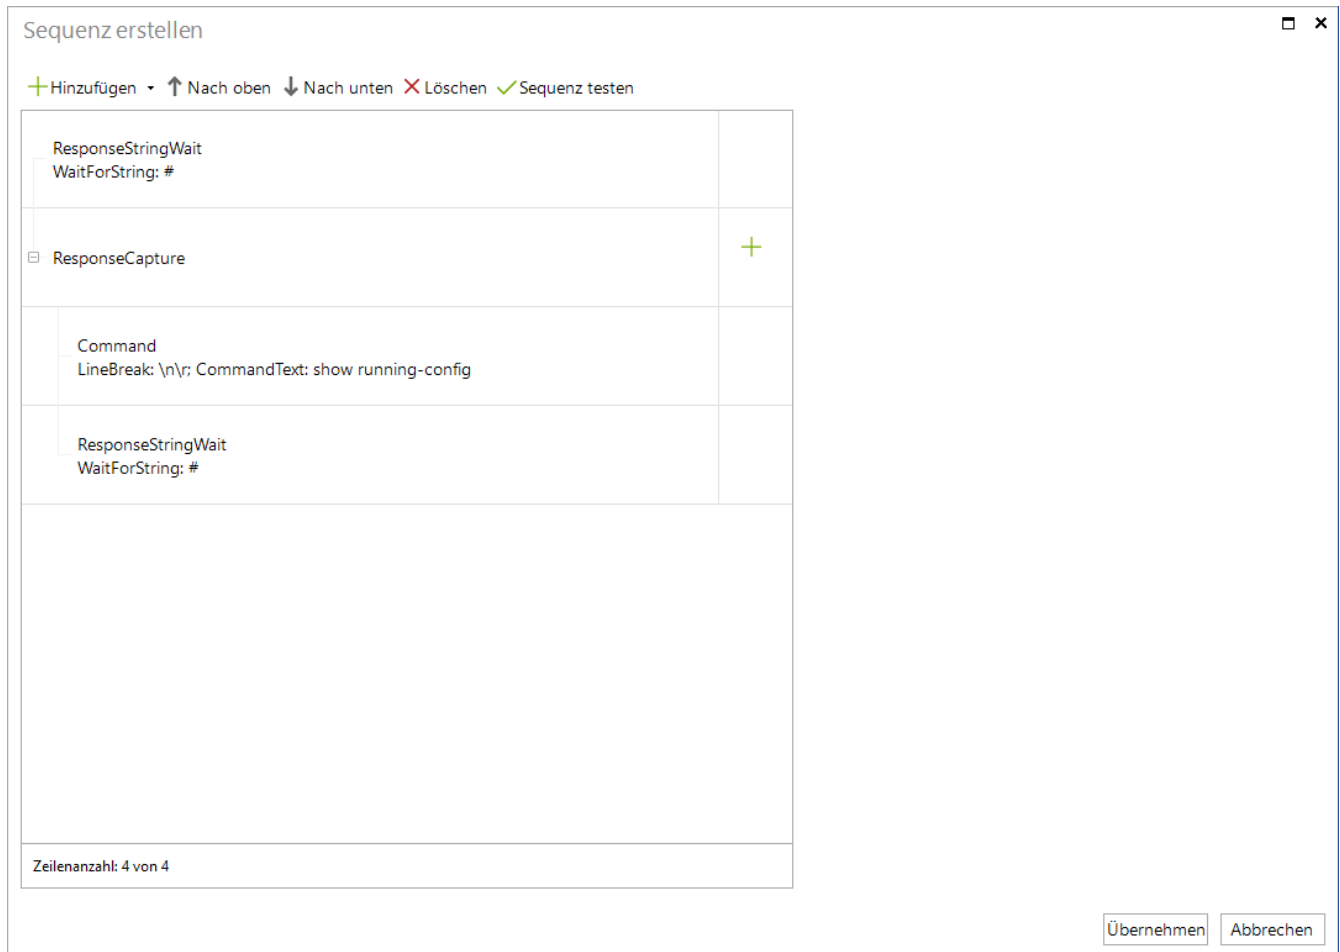 Sequenz erstellen
Hinzufügen Nach oben Nach unten Löschen Sequenz testen
ResponseStringWait
WaitForString: #
ResponseCapture
Command
LineBreak: \n\r; CommandText: show running-config
ResponseStringWait
WaitForString: #
Zeilenanzahl: 4 von 4
Übernehmen Abbrechen